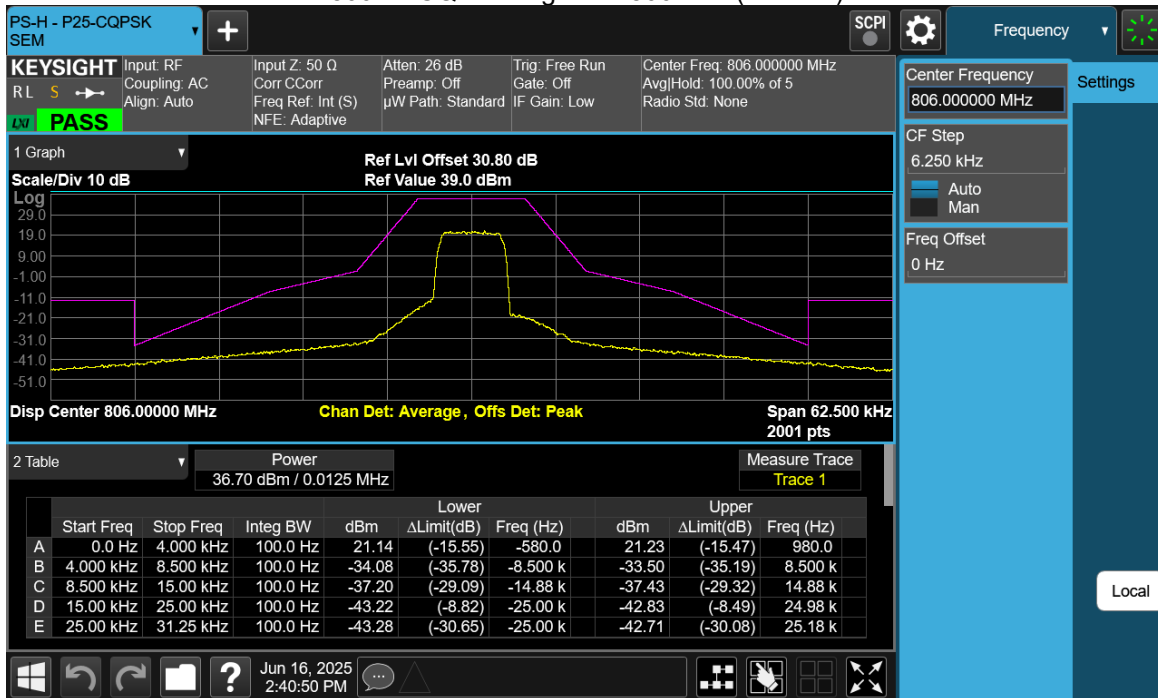 PS-H - P25-CQPSK
SEM
SCPI
Frequency
KEYSIGHT
R L S
LXI PASS
Input: RF
Coupling: AC
Align: Auto
Input Z: 50 Ω
Corr CCorr
Freq Ref: Int (S)
NFE: Adaptive
Atten: 26 dB
Preamp: Off
µW Path: Standard
Trig: Free Run
Gate: Off
IF Gain: Low
Center Freq: 806.000000 MHz
Avg|Hold: 100.00% of 5
Radio Std: None
Center Frequency
806.000000 MHz
Settings
CF Step
6.250 kHz
Auto
Man
Freq Offset
0 Hz
Local
1 Graph
Scale/Div 10 dB
Ref Lvl Offset 30.80 dB
Ref Value 39.0 dBm
Log
29.0
19.0
9.00
-1.00
-11.0
-21.0
-31.0
-41.0
-51.0
Disp Center 806.00000 MHz
Chan Det: Average , Offs Det: Peak
Span 62.500 kHz
2001 pts
2 Table
Power
36.70 dBm / 0.0125 MHz
Measure Trace
Trace 1
Lower Upper
Start Freq Stop Freq Integ BW dBm ΔLimit(dB) Freq (Hz) dBm ΔLimit(dB) Freq (Hz)
A 0.0 Hz 4.000 kHz 100.0 Hz 21.14 (-15.55) -580.0 21.23 (-15.47) 980.0
B 4.000 kHz 8.500 kHz 100.0 Hz -34.08 (-35.78) -8.500 k -33.50 (-35.19) 8.500 k
C 8.500 kHz 15.00 kHz 100.0 Hz -37.20 (-29.09) -14.88 k -37.43 (-29.32) 14.88 k
D 15.00 kHz 25.00 kHz 100.0 Hz -43.22 (-8.82) -25.00 k -42.83 (-8.49) 24.98 k
E 25.00 kHz 31.25 kHz 100.0 Hz -43.28 (-30.65) -25.00 k -42.71 (-30.08) 25.18 k
Jun 16, 2025
2:40:50 PM